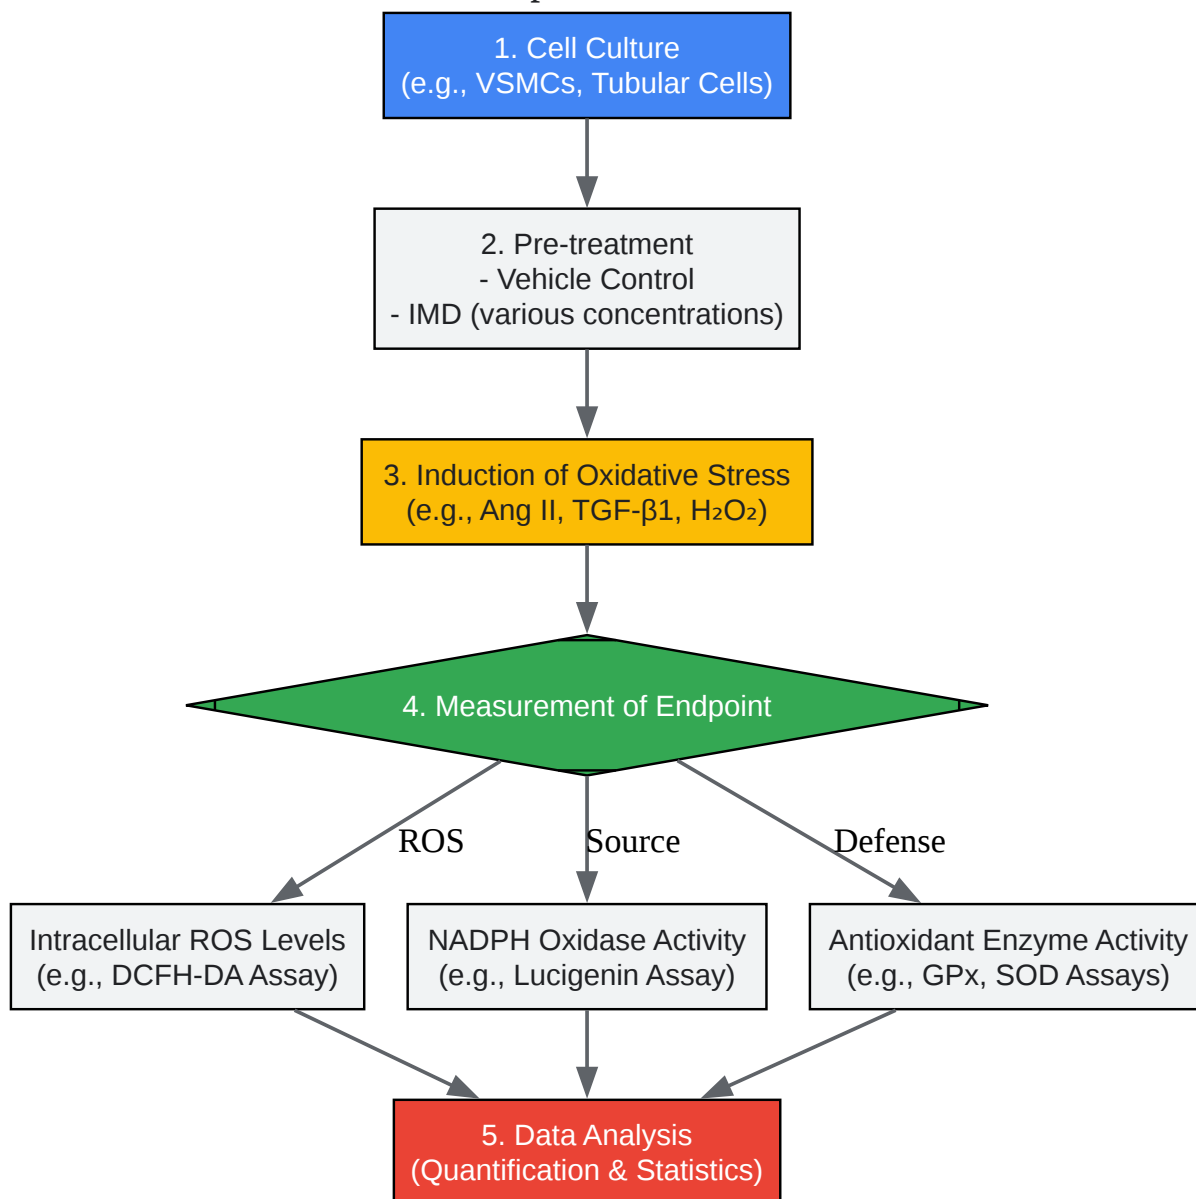 1. Cell Culture
(e.g., VSMCs, Tubular Cells)
2. Pre-treatment
- Vehicle Control
- IMD (various concentrations)
3. Induction of Oxidative Stress
(e.g., Ang II, TGF-β1, H₂O₂)
4. Measurement of Endpoint
ROS
Source
Defense
Intracellular ROS Levels
(e.g., DCFH-DA Assay)
NADPH Oxidase Activity
(e.g., Lucigenin Assay)
Antioxidant Enzyme Activity
(e.g., GPx, SOD Assays)
5. Data Analysis
(Quantification & Statistics)